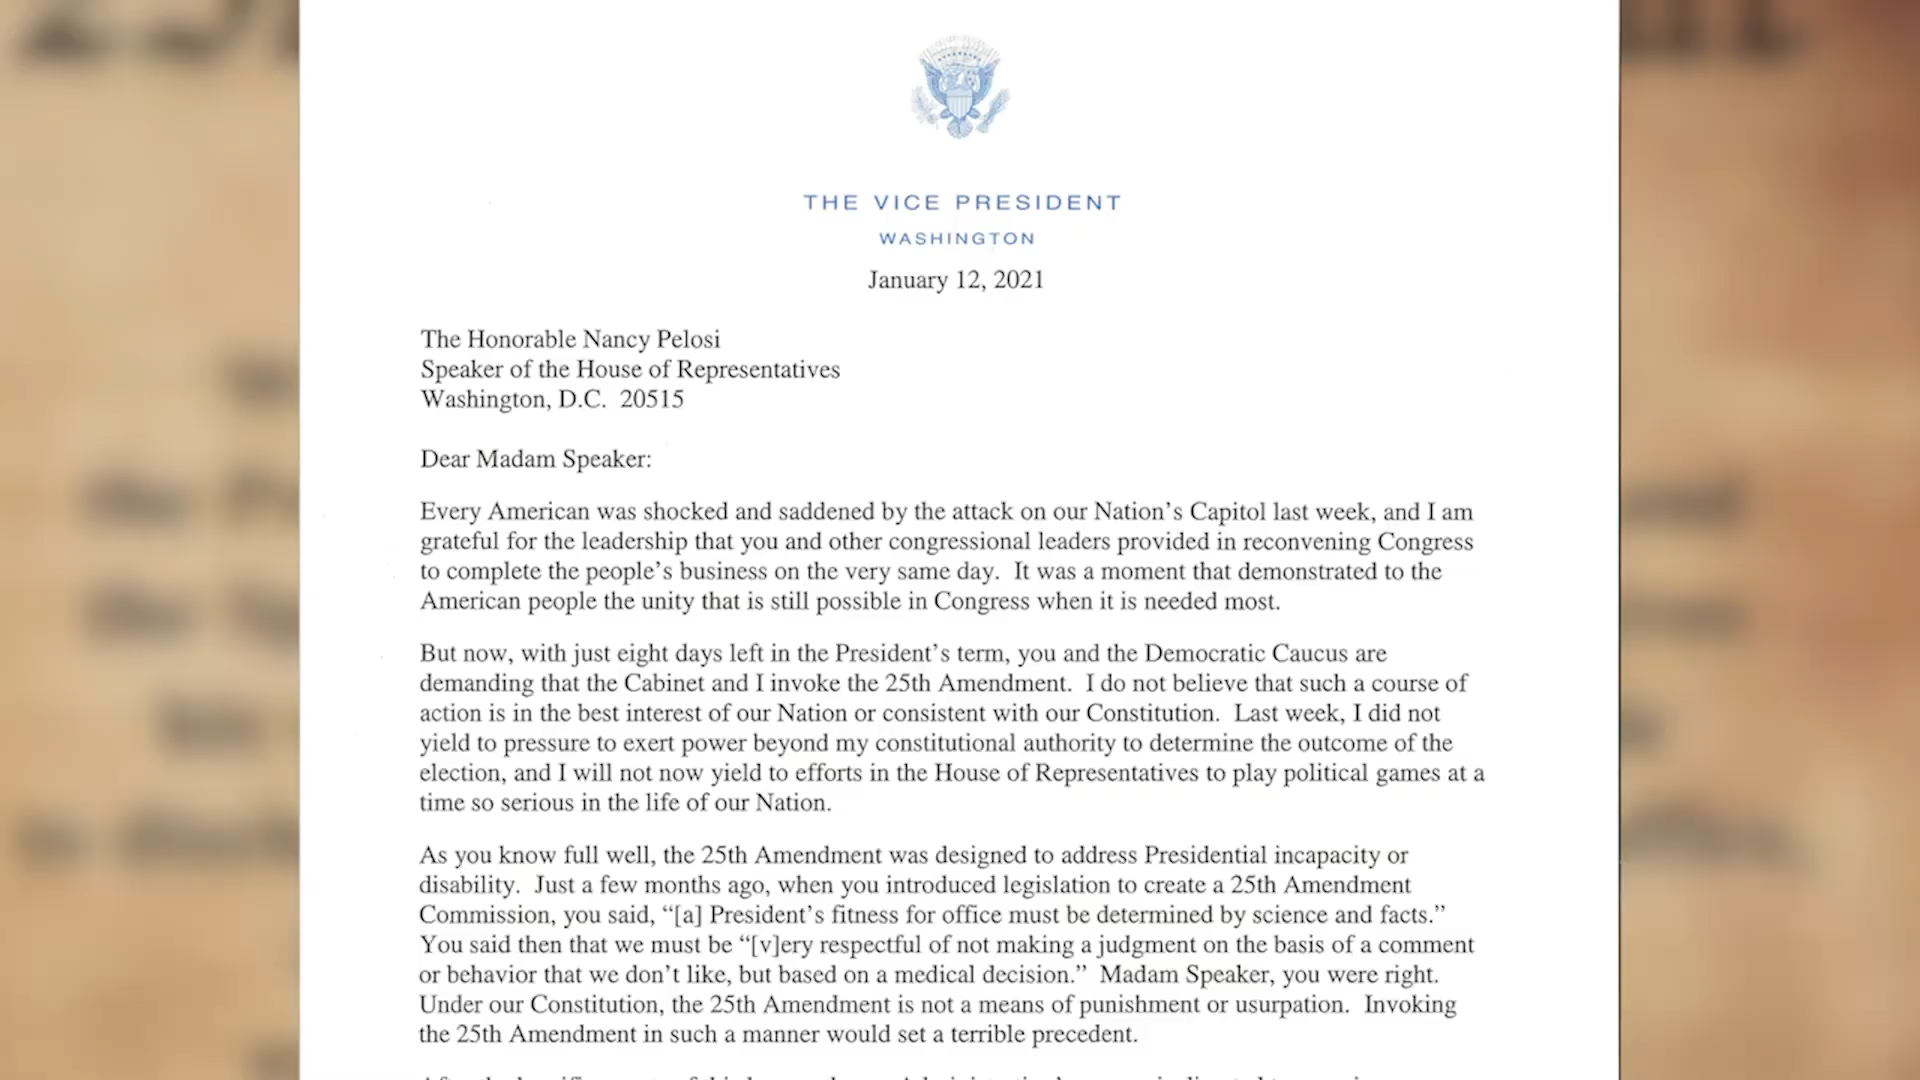 THE VICE PRESIDENT
WASHINGTON
January 12, 2021
The Honorable Nancy Pelosi
Speaker of the House of Representatives
Washington, D.C. 20515
Dear Madam Speaker:
Every American was shocked and saddened by the attack on our Nation’s Capitol last week, and I am
grateful for the leadership that you and other congressional leaders provided in reconvening Congress
to complete the people’s business on the very same day. It was a moment that demonstrated to the
American people the unity that is still possible in Congress when it is needed most.
But now, with just eight days left in the President’s term, you and the Democratic Caucus are
demanding that the Cabinet and I invoke the 25th Amendment. I do not believe that such a course of
action is in the best interest of our Nation or consistent with our Constitution. Last week, I did not
yield to pressure to exert power beyond my constitutional authority to determine the outcome of the
election, and I will not now yield to efforts in the House of Representatives to play political games at a
time so serious in the life of our Nation.
As you know full well, the 25th Amendment was designed to address Presidential incapacity or
disability. Just a few months ago, when you introduced legislation to create a 25th Amendment
Commission, you said, “[a] President’s fitness for office must be determined by science and facts.”
You said then that we must be “[v]ery respectful of not making a judgment on the basis of a comment
or behavior that we don’t like, but based on a medical decision.” Madam Speaker, you were right.
Under our Constitution, the 25th Amendment is not a means of punishment or usurpation. Invoking
the 25th Amendment in such a manner would set a terrible precedent.